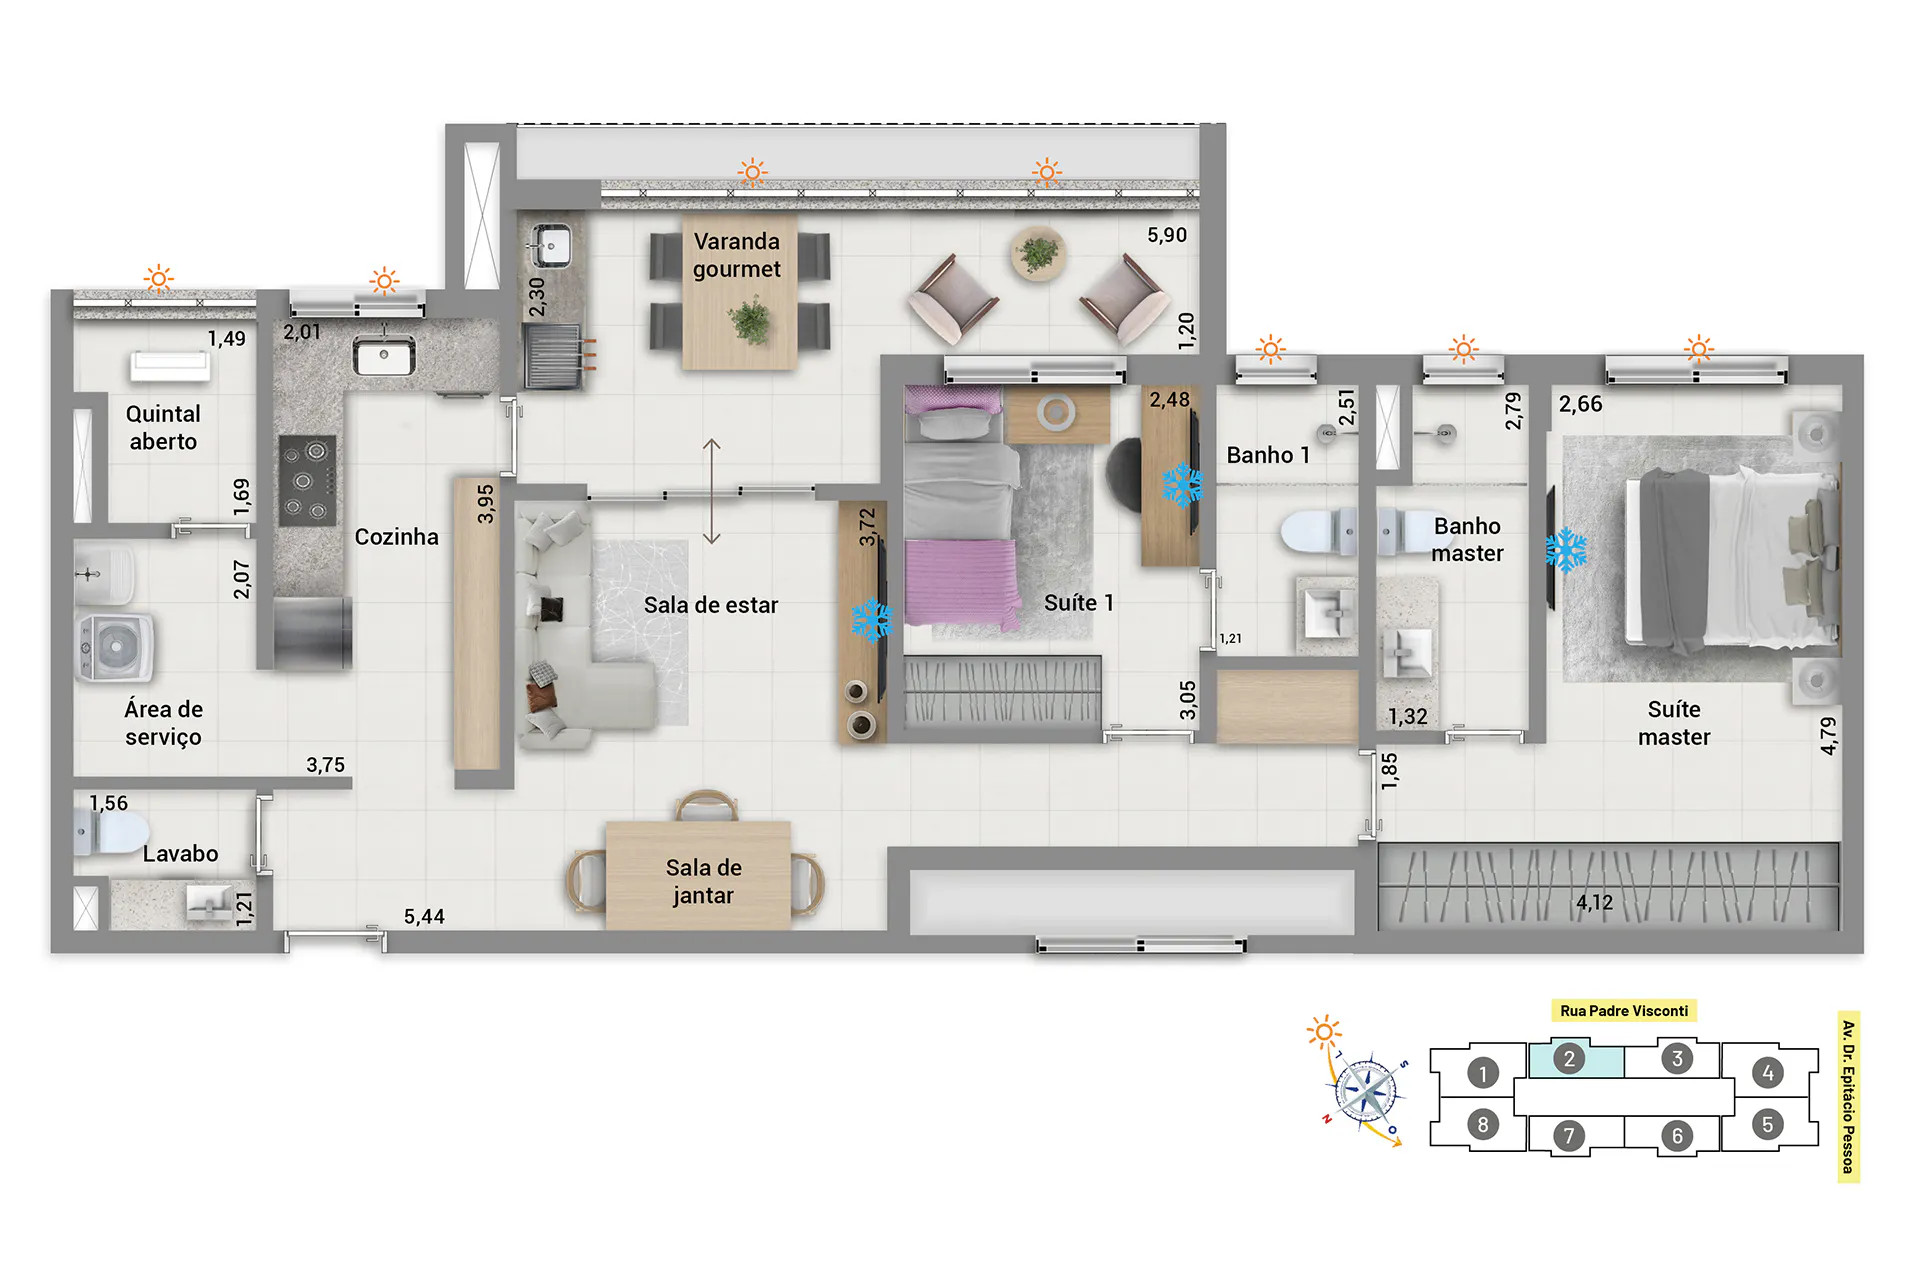 Varanda
gourmet
5,90
2,30
1,20
1,49
2,01
Quintal
aberto
1,69
Cozinha
3,95
2,07
Área de
serviço
3,75
Sala de estar
3,72
2,48
Suíte 1
3,05
2,51
Banho 1
1,21
2,79
Banho
master
1,32
2,66
Suíte
master
4,79
1,85
4,12
1,56
Lavabo
1,21
5,44
Sala de
jantar
Rua Padre Visconti
Av. Dr. Epitácio Pessoa
L
S
N
O
1
2
3
4
8
7
6
5